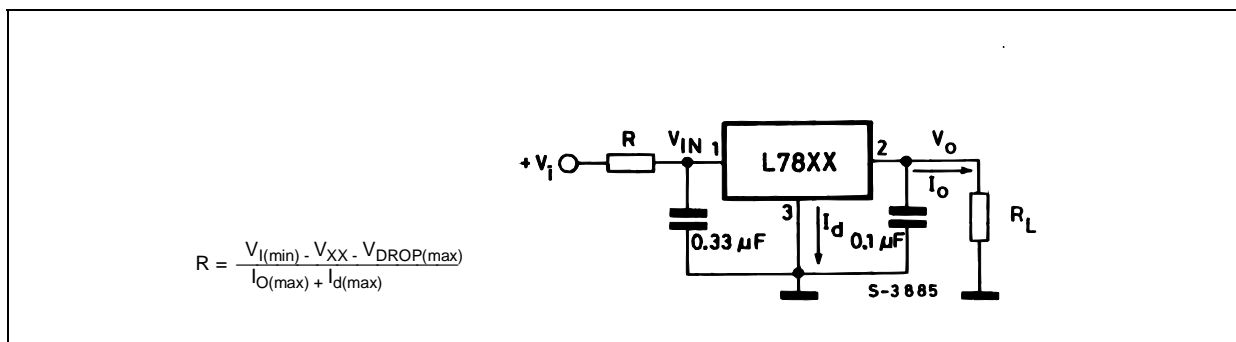 R = V_I(min) - V_XX - V_DROP(max) / I_O(max) + I_d(max)
+ V_i
R
V_IN
1
L78XX
2
V_o
I_o
3
I_d
0.33 μF
0.1 μF
R_L
S-3885